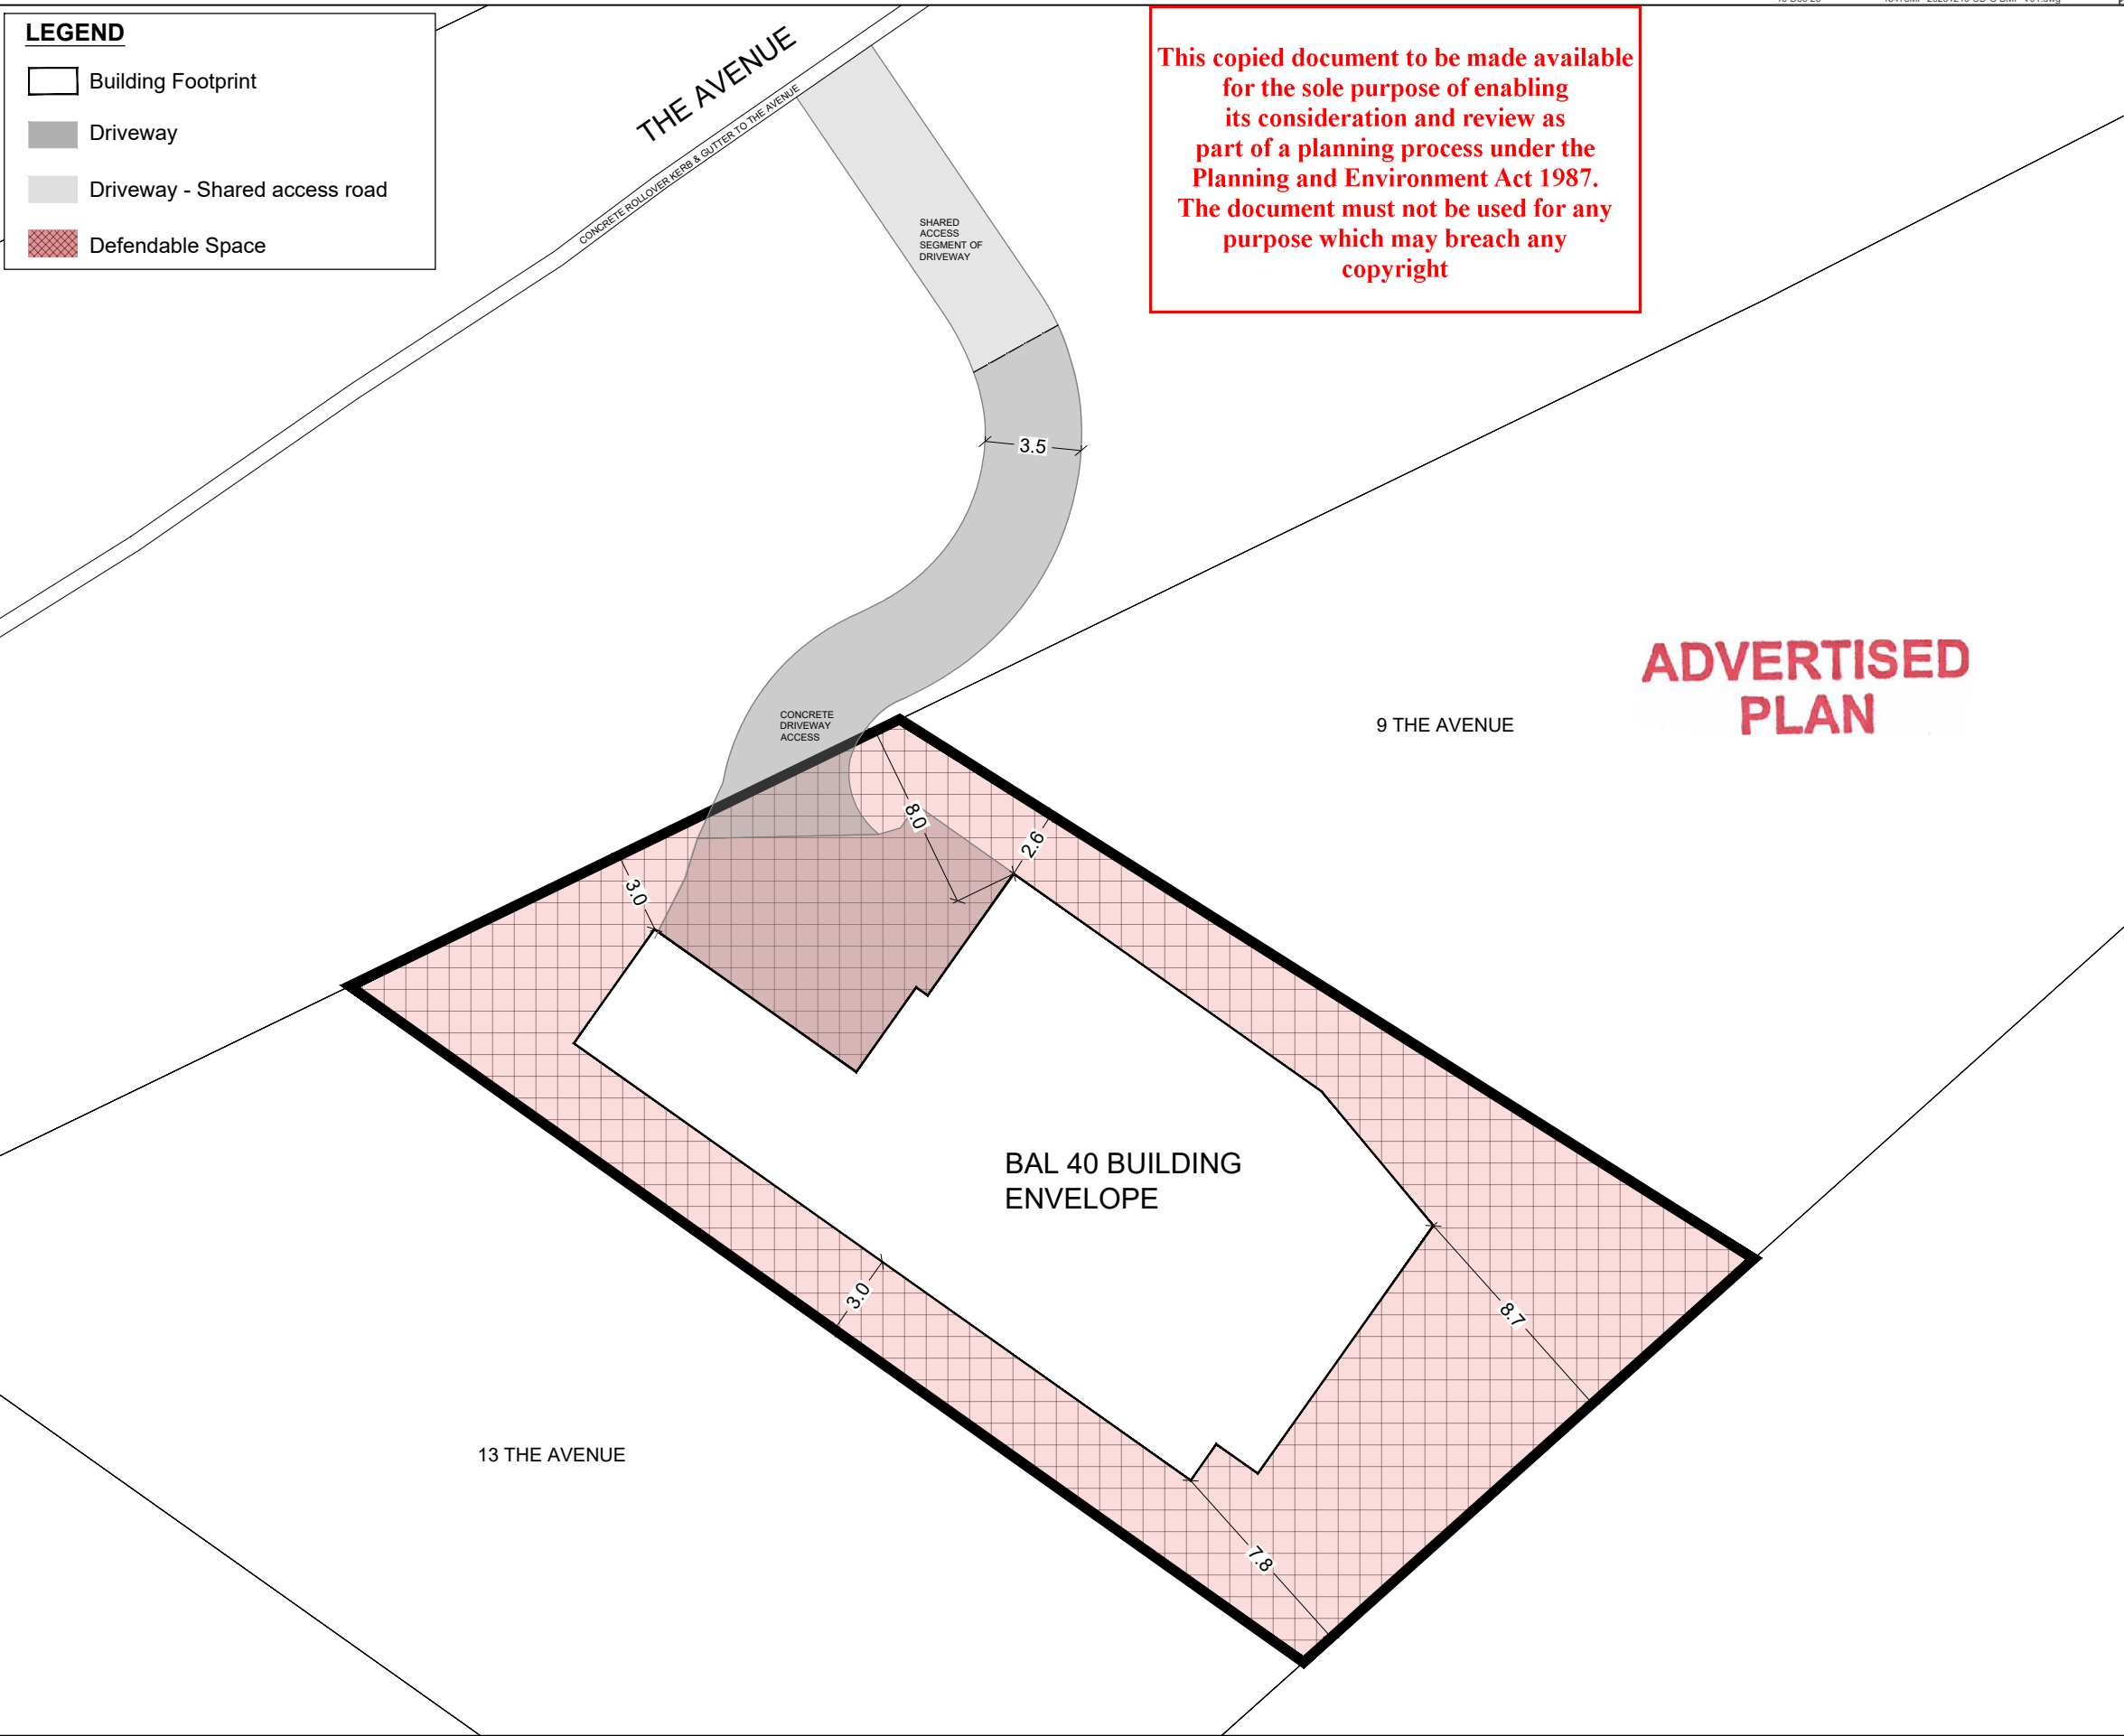 LEGEND
Building Footprint
Driveway
Driveway - Shared access road
Defendable Space
THE AVENUE
CONCRETE ROLLOVER KERB & GUTTER TO THE AVENUE
This copied document to be made available
for the sole purpose of enabling
its consideration and review as
part of a planning process under the
Planning and Environment Act 1987.
The document must not be used for any
purpose which may breach any
copyright
SHARED
ACCESS
SEGMENT OF
DRIVEWAY
3.5
ADVERTISED
PLAN
9 THE AVENUE
CONCRETE
DRIVEWAY
ACCESS
8.0
2.6
3.0
BAL 40 BUILDING
ENVELOPE
3.0
8.7
13 THE AVENUE
7.8